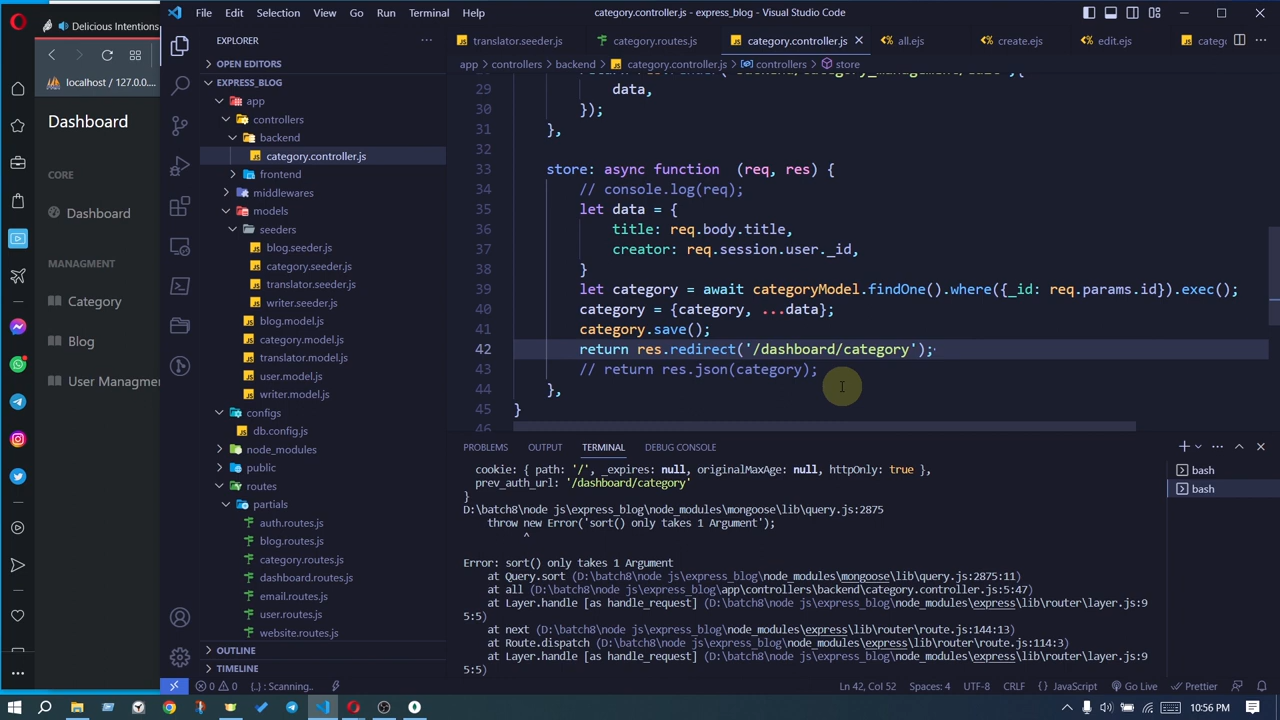 File Edit Selection View Go Run Terminal Help
category.controller.js - express_blog - Visual Studio Code
Delicious Intentions
localhost / 127.0.0....
Dashboard
CORE
Dashboard
MANAGMENT
Category
Blog
User Managmer
EXPLORER
OPEN EDITORS
EXPRESS_BLOG
app
controllers
backend
category.controller.js
frontend
middlewares
models
seeders
blog.seeder.js
category.seeder.js
translator.seeder.js
writer.seeder.js
blog.model.js
category.model.js
translator.model.js
user.model.js
writer.model.js
configs
db.config.js
node_modules
public
routes
partials
auth.routes.js
blog.routes.js
category.routes.js
dashboard.routes.js
email.routes.js
user.routes.js
website.routes.js
OUTLINE
TIMELINE
translator.seeder.js category.routes.js category.controller.js all.ejs create.ejs edit.ejs
app > controllers > backend > category.controller.js > controllers > store
29 data,
30 });
31 },
32
33 store: async function (req, res) {
34 // console.log(req);
35 let data = {
36 title: req.body.title,
37 creator: req.session.user._id,
38 }
39 let category = await categoryModel.findOne().where({_id: req.params.id}).exec();
40 category = {category, ...data};
41 category.save();
42 return res.redirect('/dashboard/category');
43 // return res.json(category);
44 },
45 }
46
PROBLEMS OUTPUT TERMINAL DEBUG CONSOLE
bash
bash
cookie: { path: '/', _expires: null, originalMaxAge: null, httpOnly: true },
prev_auth_url: '/dashboard/category'
}
D:\batch8\node js\express_blog\node_modules\mongoose\lib\query.js:2875
throw new Error('sort() only takes 1 Argument');
^
Error: sort() only takes 1 Argument
at Query.sort (D:\batch8\node js\express_blog\node_modules\mongoose\lib\query.js:2875:11)
at all (D:\batch8\node js\express_blog\app\controllers\backend\category.controller.js:5:47)
at Layer.handle [as handle_request] (D:\batch8\node js\express_blog\node_modules\express\lib\router\layer.js:9
5:5)
at next (D:\batch8\node js\express_blog\node_modules\express\lib\router\route.js:144:13)
at Route.dispatch (D:\batch8\node js\express_blog\node_modules\express\lib\router\route.js:114:3)
at Layer.handle [as handle_request] (D:\batch8\node js\express_blog\node_modules\express\lib\router\layer.js:9
5:5)
0 0 {..} : Scanning..
Ln 42, Col 52 Spaces: 4 UTF-8 CRLF {} JavaScript Go Live Prettier
10:56 PM